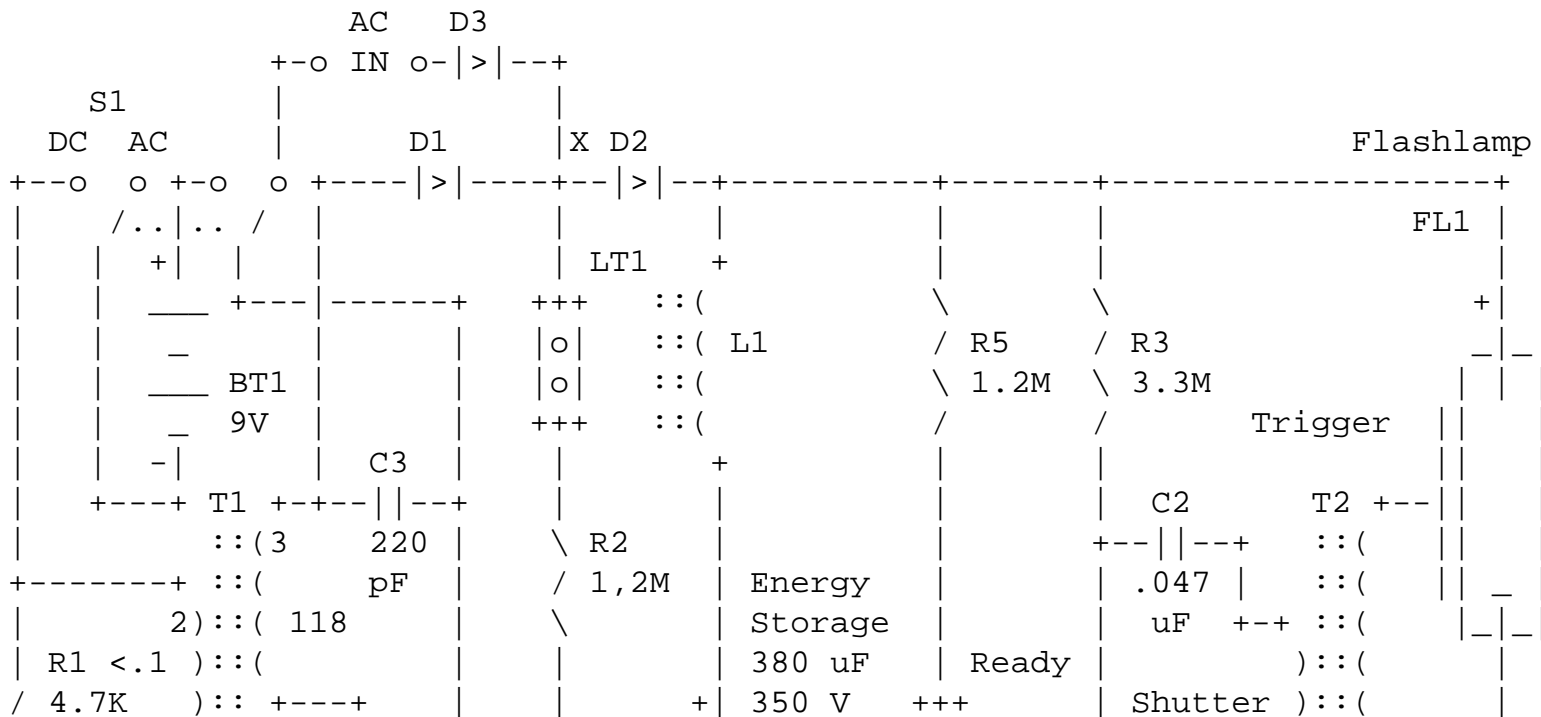 AC D3
+-o IN o-|>|--+
S1 | |
DC AC | D1 |X D2 Flashlamp
+--o o +-o o +----|>|----+--|>|--+-----------+-------+-------------------+
| /..|.. / | | | | | FL1 |
| | +| | | | LT1 + | | |
| | ___ +---|------+ +++ ::( \ \ +|
| | _ | | |o| ::( L1 / R5 / R3 _|_
| | ___ BT1 | | |o| ::( \ 1.2M \ 3.3M | | |
| | _ 9V | | +++ ::( / / Trigger || |
| | -| | C3 | | + | | || |
| +---+ T1 +-+--||--+ | | | | C2 T2 +--|| |
| ::(3 220 | \ R2 | | +--||--+ ::( || |
+-------+ ::( pF | / 1,2M | Energy | | .047 | ::( || _ |
| 2)::( 118 | \ | Storage | | uF +-+ ::( |_|_|
| R1 <.1 )::( | | | 380 uF | Ready | )::( |
/ 4.7K ):: +---+ | | +| 350 V +++ | Shutter )::( |